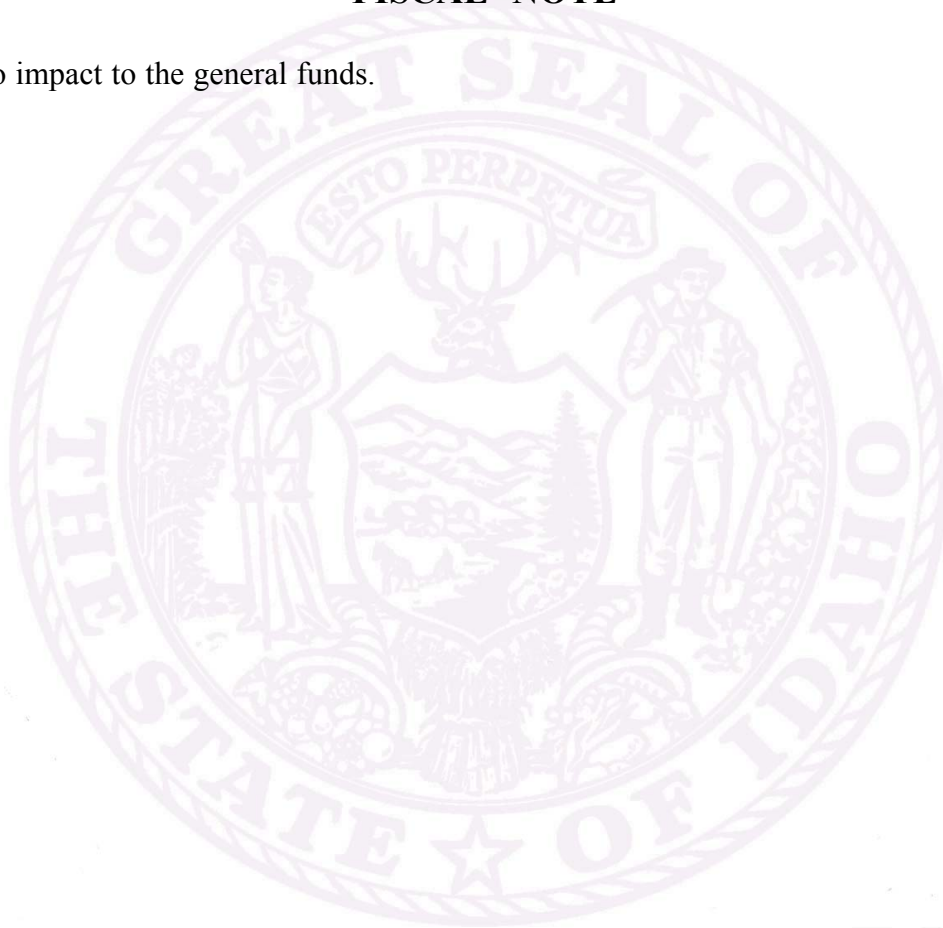 FISCAL NOTE
impact to the general funds.
GREAT SEAL OF
ESTO PERPETUA
THE
IDAHO
STATE OF